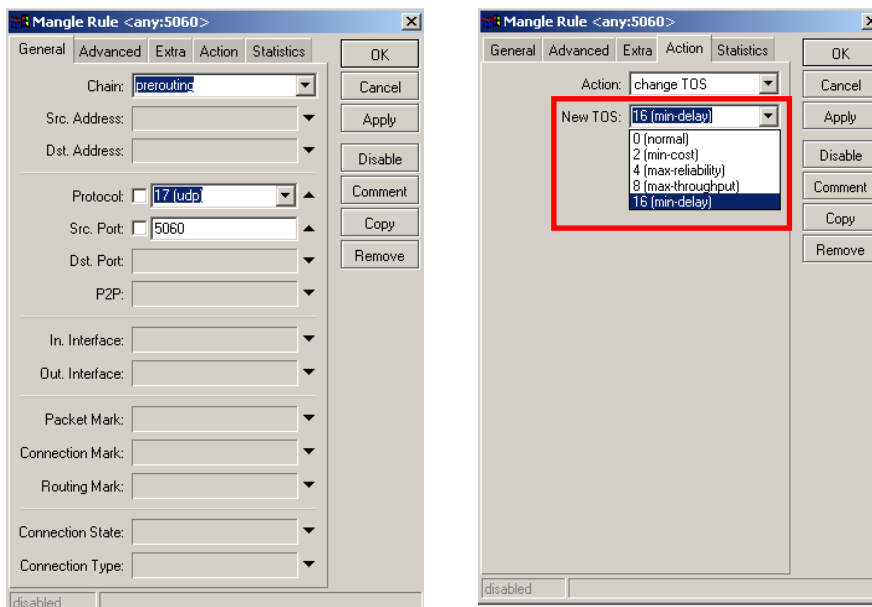 Mangle Rule <any:5060>
General Advanced Extra Action Statistics
Chain: prerouting
Src. Address:
Dst. Address:
Protocol: 17 (udp)
Src. Port: 5060
Dst. Port:
P2P:
In. Interface:
Out. Interface:
Packet Mark:
Connection Mark:
Routing Mark:
Connection State:
Connection Type:
OK
Cancel
Apply
Disable
Comment
Copy
Remove
disabled
Mangle Rule <any:5060>
General Advanced Extra Action Statistics
Action: change TOS
New TOS: 16 (min-delay)
0 (normal)
2 (min-cost)
4 (max-reliability)
8 (max-throughput)
16 (min-delay)
OK
Cancel
Apply
Disable
Comment
Copy
Remove
disabled